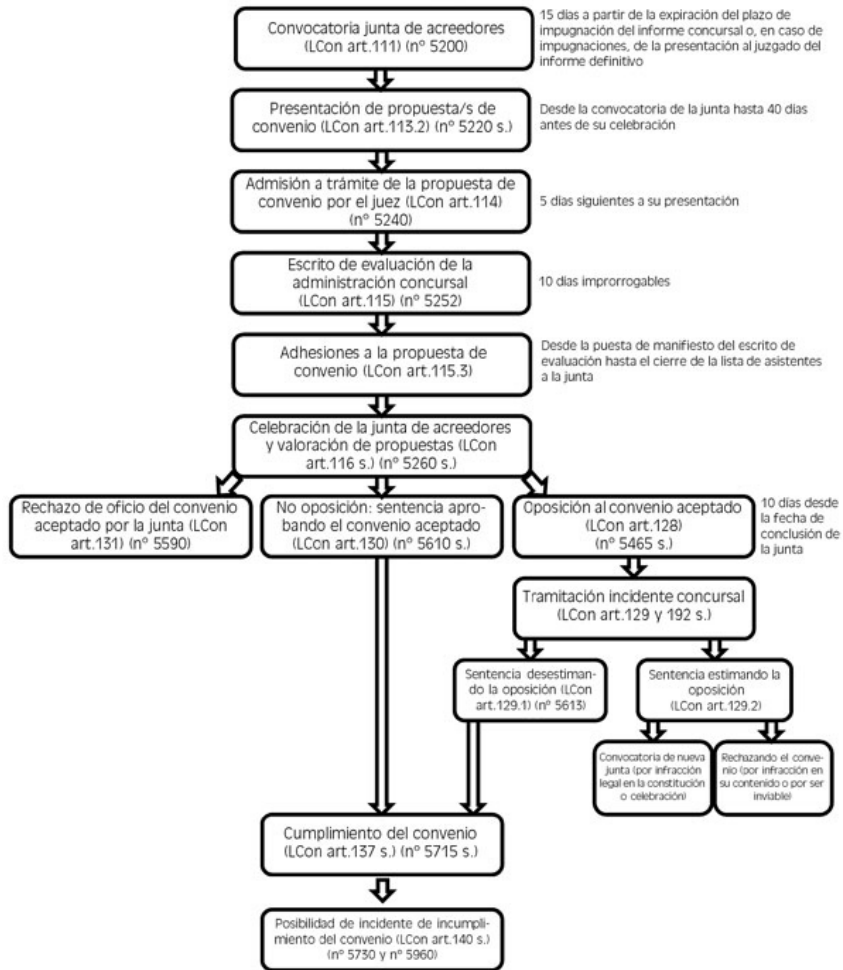 Convocatoria junta de acreedores
(LCon art.111) (nº 5200)
15 días a partir de la expiración del plazo de
impugnación del informe concursal o, en caso de
impugnaciones, de la presentación al juzgado del
informe definitivo
Presentación de propuesta/s de
convenio (LCon art.113.2) (nº 5220 s.)
Desde la convocatoria de la junta hasta 40 días
antes de su celebración
Admisión a trámite de la propuesta de
convenio por el juez (LCon art.114)
(nº 5240)
5 días siguientes a su presentación
Escrito de evaluación de la
administración concursal
(LCon art.115) (nº 5252)
10 días improrrogables
Adhesiones a la propuesta de
convenio (LCon art.115.3)
Desde la puesta de manifiesto del escrito de
evaluación hasta el cierre de la lista de asistentes
a la junta
Celebración de la junta de acreedores
y valoración de propuestas (LCon
art.116 s.) (nº 5260 s.)
Rechazo de oficio del convenio
aceptado por la junta (LCon
art.131) (nº 5590)
No oposición: sentencia apro-
bando el convenio aceptado
(LCon art.130) (nº 5610 s.)
Oposición al convenio aceptado
(LCon art.128)
nº 5465 s.)
10 días desde
la fecha de
conclusión de
la junta
Tramitación incidente concursal
(LCon art.129 y 192 s.)
Sentencia desestiman-
do la oposición (LCon
art.129.1) (nº 5613)
Sentencia estimando la
oposición
(LCon art.129.2)
Convocatoria de nueva
junta (por infracción
legal en la constitución
o celebración)
Rechazando el conve-
nio (por infracción en
su contenido o por ser
inviable)
Cumplimiento del convenio
(LCon art.137 s.) (nº 5715 s.)
Posibilidad de incidente de incumpli-
miento del convenio (LCon art.140 s.)
(nº 5730 y nº 5960)